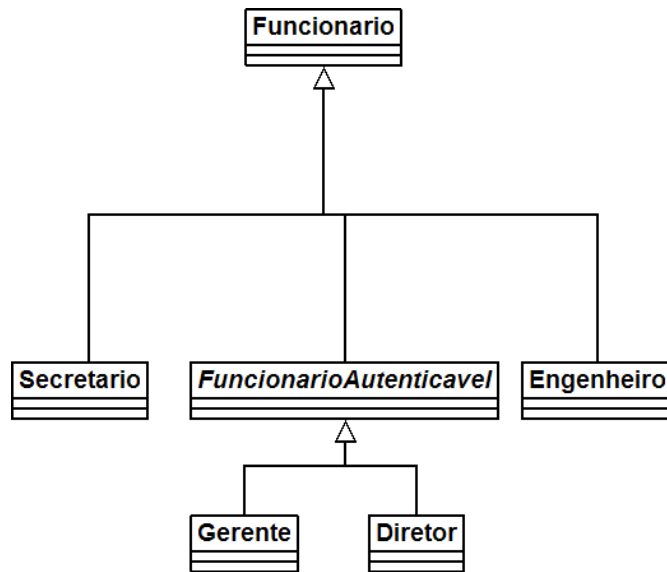 Funcionario
Secretario
FuncionarioAutenticavel
Engenheiro
Gerente
Diretor